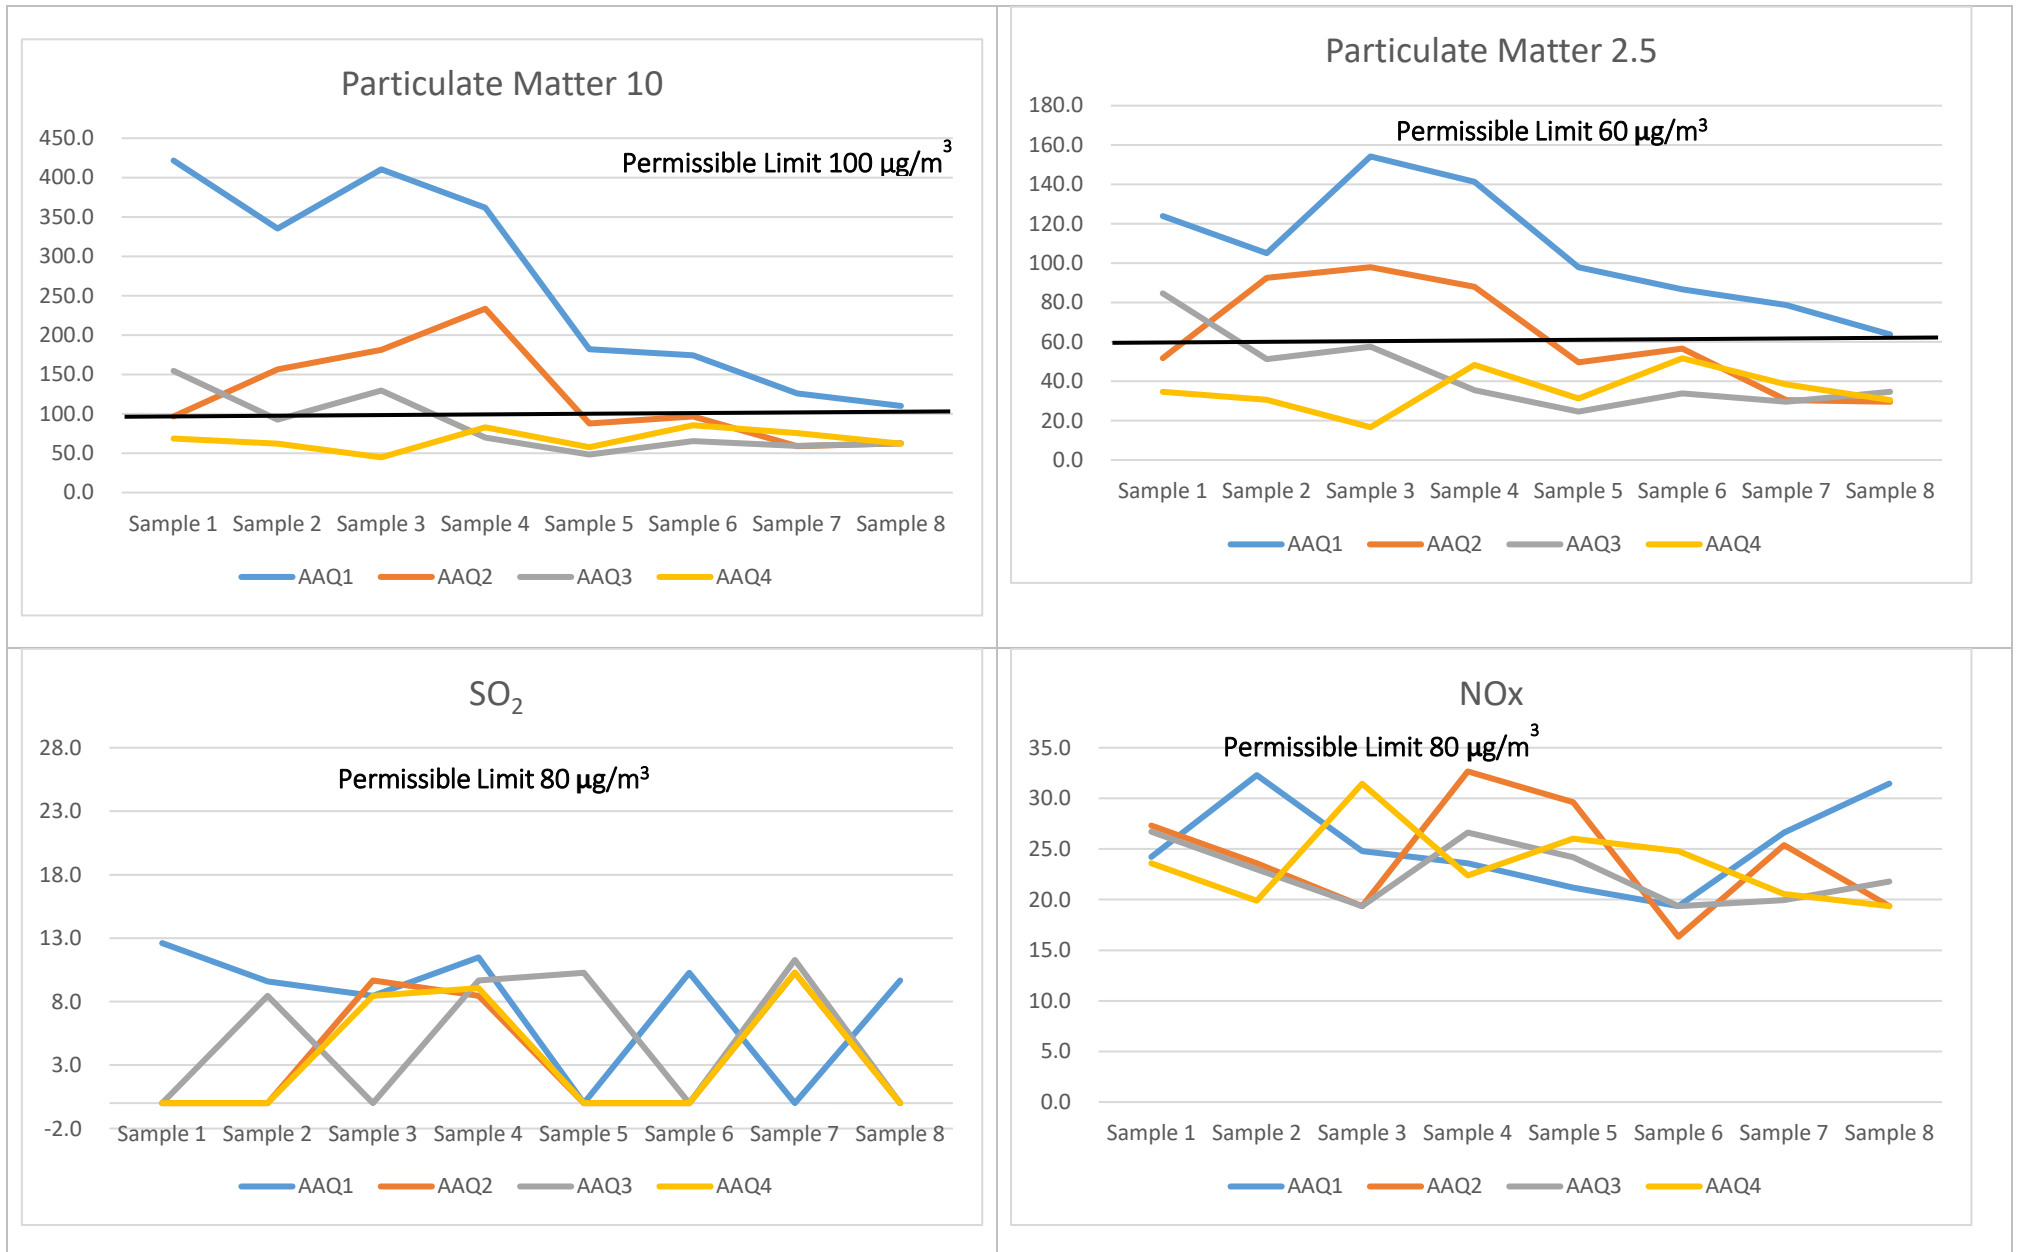 Particulate Matter 10
Permissible Limit 100 µg/m³
450.0
400.0
350.0
300.0
250.0
200.0
150.0
100.0
50.0
0.0
Sample 1 Sample 2 Sample 3 Sample 4 Sample 5 Sample 6 Sample 7 Sample 8
AAQ1 AAQ2 AAQ3 AAQ4
Particulate Matter 2.5
Permissible Limit 60 µg/m³
180.0
160.0
140.0
120.0
100.0
80.0
60.0
40.0
20.0
0.0
Sample 1 Sample 2 Sample 3 Sample 4 Sample 5 Sample 6 Sample 7 Sample 8
AAQ1 AAQ2 AAQ3 AAQ4
SO₂
Permissible Limit 80 µg/m³
28.0
23.0
18.0
13.0
8.0
3.0
-2.0
Sample 1 Sample 2 Sample 3 Sample 4 Sample 5 Sample 6 Sample 7 Sample 8
AAQ1 AAQ2 AAQ3 AAQ4
NOx
Permissible Limit 80 µg/m³
35.0
30.0
25.0
20.0
15.0
10.0
5.0
0.0
Sample 1 Sample 2 Sample 3 Sample 4 Sample 5 Sample 6 Sample 7 Sample 8
AAQ1 AAQ2 AAQ3 AAQ4